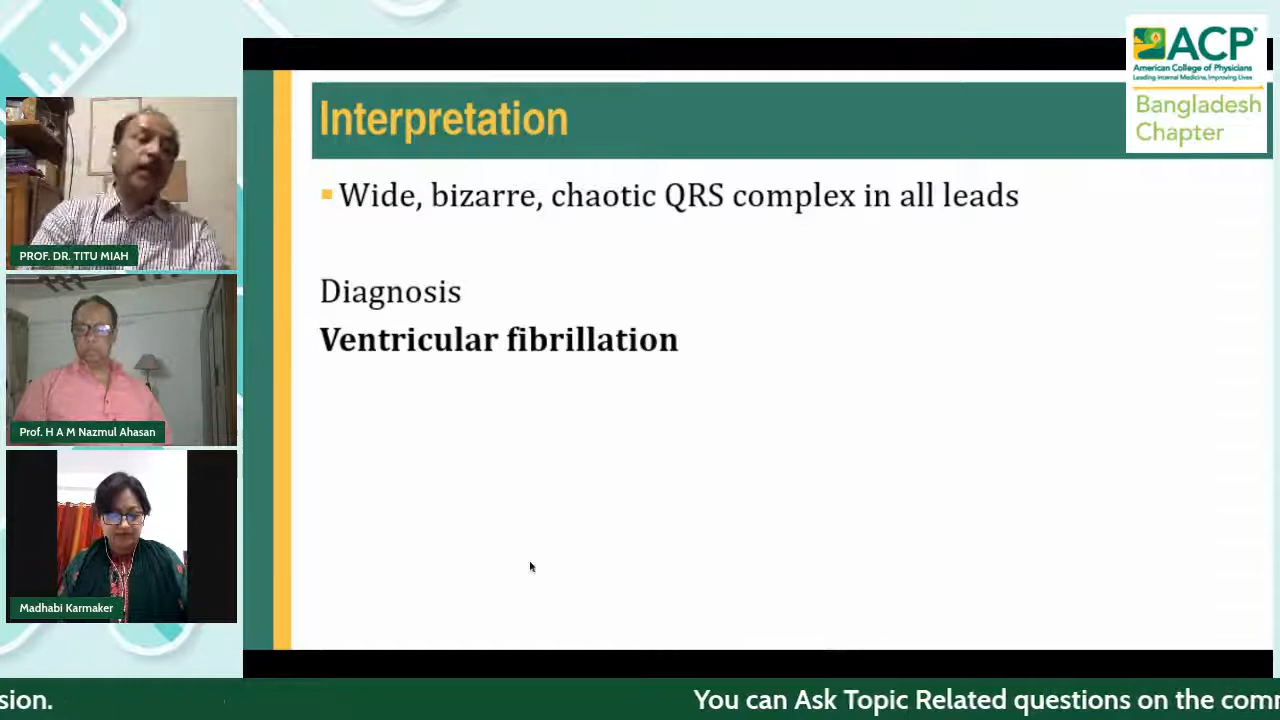 ACP
American College of Physicians
Leading Internal Medicine, Improving Lives
Bangladesh
Chapter
Interpretation
Wide, bizarre, chaotic QRS complex in all leads
Diagnosis
Ventricular fibrillation
PROF. DR. TITU MIAH
Prof. H A M Nazmul Ahasan
Madhabi Karmaker
sion.
You can Ask Topic Related questions on the com